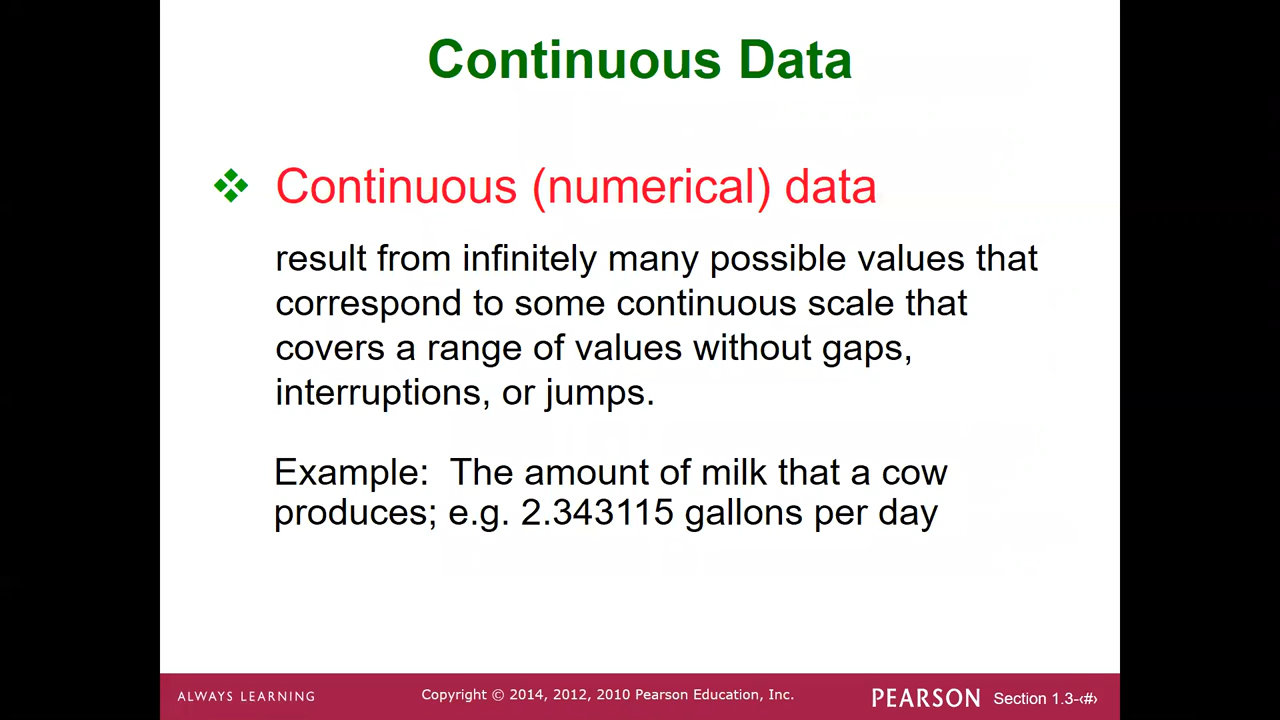 Continuous Data
Continuous (numerical) data
result from infinitely many possible values that
correspond to some continuous scale that
covers a range of values without gaps,
interruptions, or jumps.
Example:  The amount of milk that a cow
produces; e.g. 2.343115 gallons per day
ALWAYS LEARNING
Copyright © 2014, 2012, 2010 Pearson Education, Inc.
PEARSON
Section 1.3-‹#›